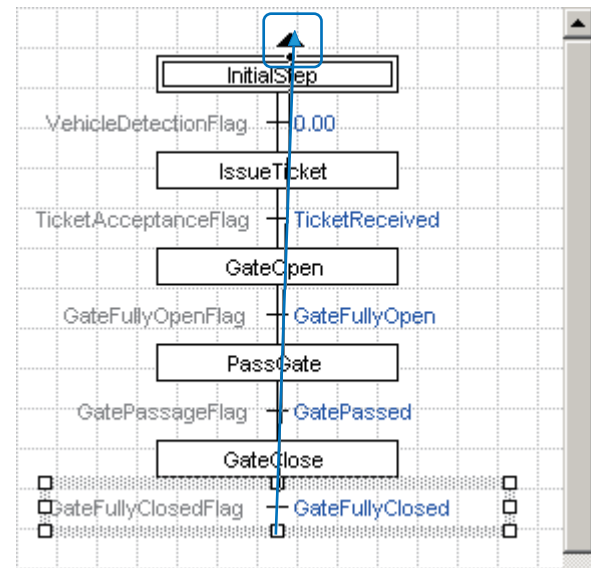 InitialStep
VehicleDetectionFlag 0.00
IssueTicket
TicketAcceptanceFlag TicketReceived
GateOpen
GateFullyOpenFlag GateFullyOpen
PassGate
GatePassageFlag GatePassed
GateClose
GateFullyClosedFlag GateFullyClosed